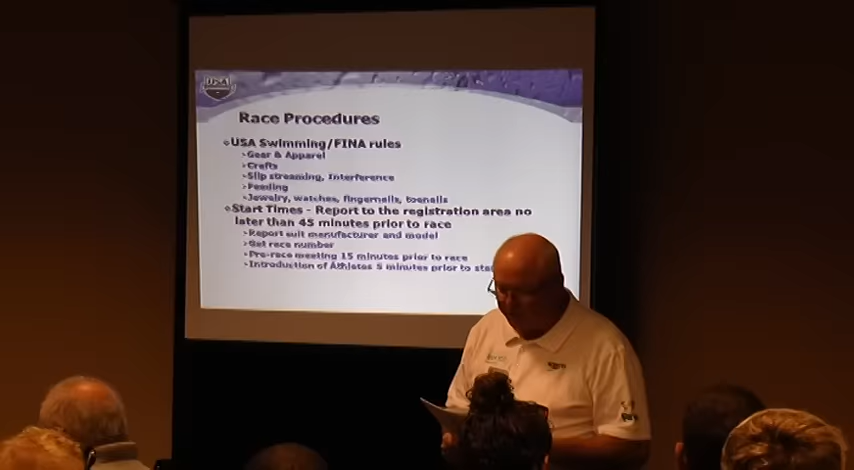 USA
Race Procedures
USA Swimming/FINA rules
Gear & Apparel
Crafts
Slip streaming, Interference
Feeding
Jewelry, watches, fingernails, toenails
Start Times - Report to the registration area no
later than 45 minutes prior to race
Report suit manufacturer and model
Get race number
Pre-race meeting 15 minutes prior to race
Introduction of Athletes 5 minutes prior to